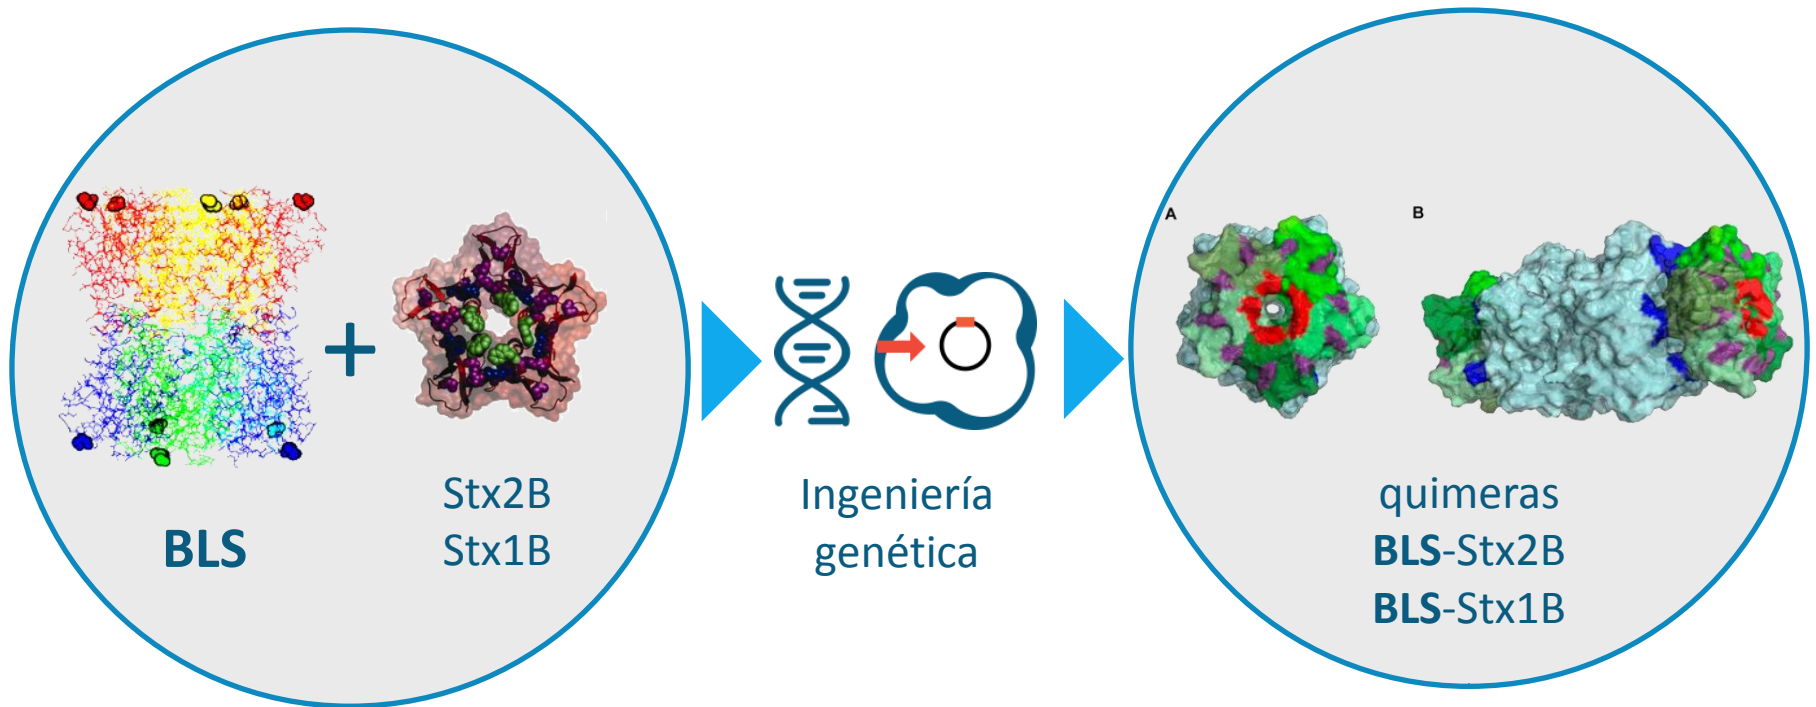 BLS
+
Stx2B
Stx1B
Ingeniería
genética
A
B
quimeras
BLS-Stx2B
BLS-Stx1B